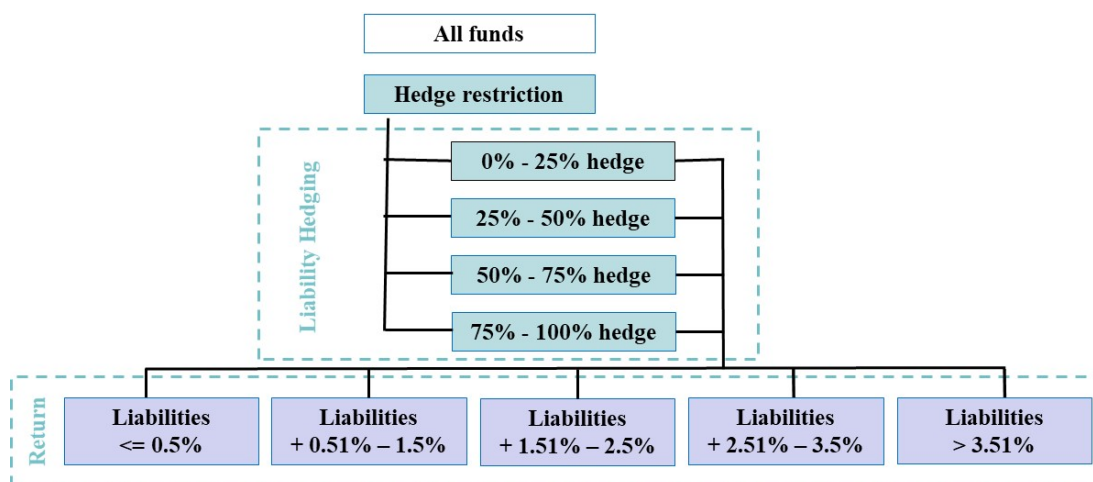 All funds
Hedge restriction
Liability Hedging
0% - 25% hedge
25% - 50% hedge
50% - 75% hedge
75% - 100% hedge
Return
Liabilities
<= 0.5%
Liabilities
+ 0.51% – 1.5%
Liabilities
+ 1.51% – 2.5%
Liabilities
+ 2.51% – 3.5%
Liabilities
> 3.51%